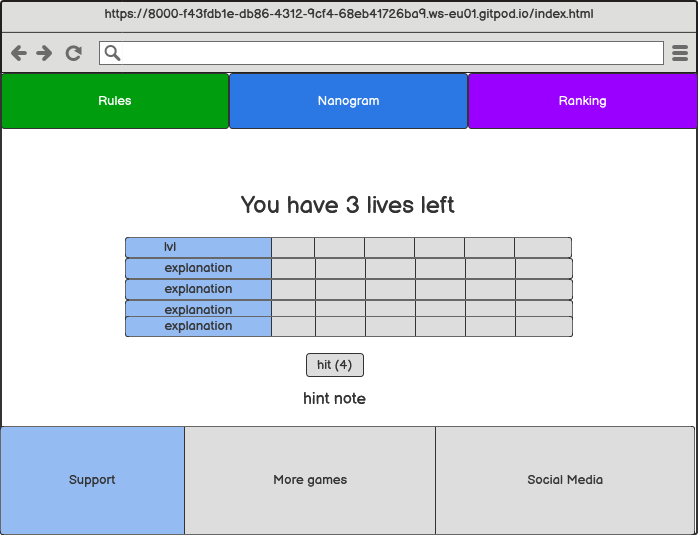 https://8000-f43fdb1e-db86-4312-9cf4-68eb41726ba9.ws-eu01.gitpod.io/index.html
Rules Nanogram Ranking
You have 3 lives left
lvl
explanation
explanation
explanation
explanation
hit (4)
hint note
Support More games Social Media